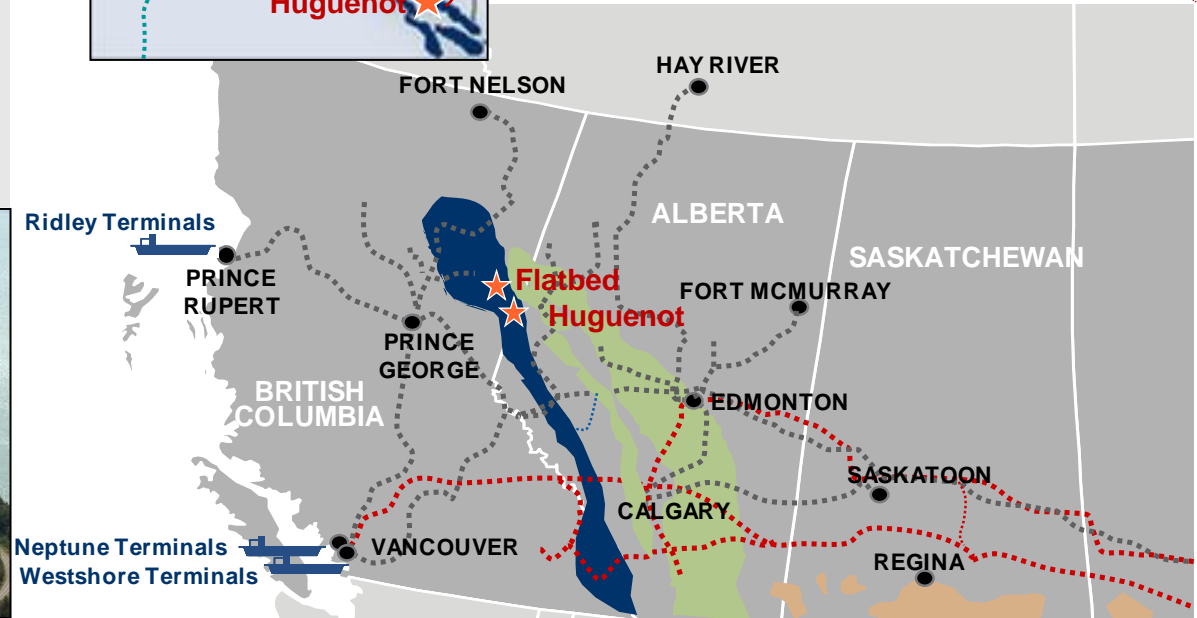 Huguenot
HAY RIVER
FORT NELSON
ALBERTA
Ridley Terminals
SASKATCHEWAN
PRINCE
RUPERT
Flatbed
FORT MCMURRAY
Huguenot
PRINCE
GEORGE
BRITISH
COLUMBIA
EDMONTON
SASKATOON
CALGARY
Neptune Terminals
VANCOUVER
Westshore Terminals
REGINA